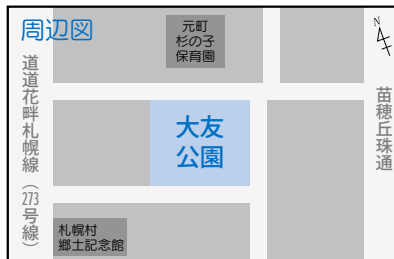 周辺図
元町
杉の子
保育園
N
道道花畔札幌線（273号線）
苗穂丘珠通
大友
公園
札幌村
郷土記念館